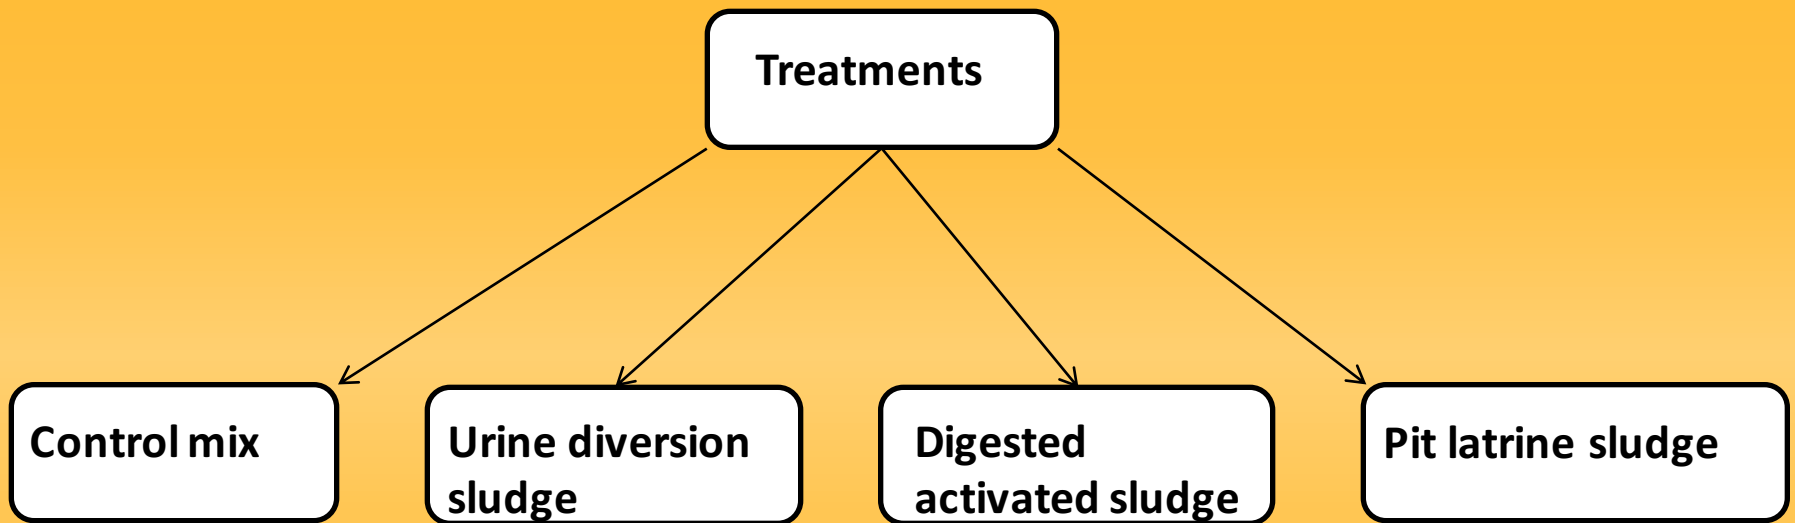 Treatments
Control mix
Urine diversion
sludge
Digested
activated sludge
Pit latrine sludge